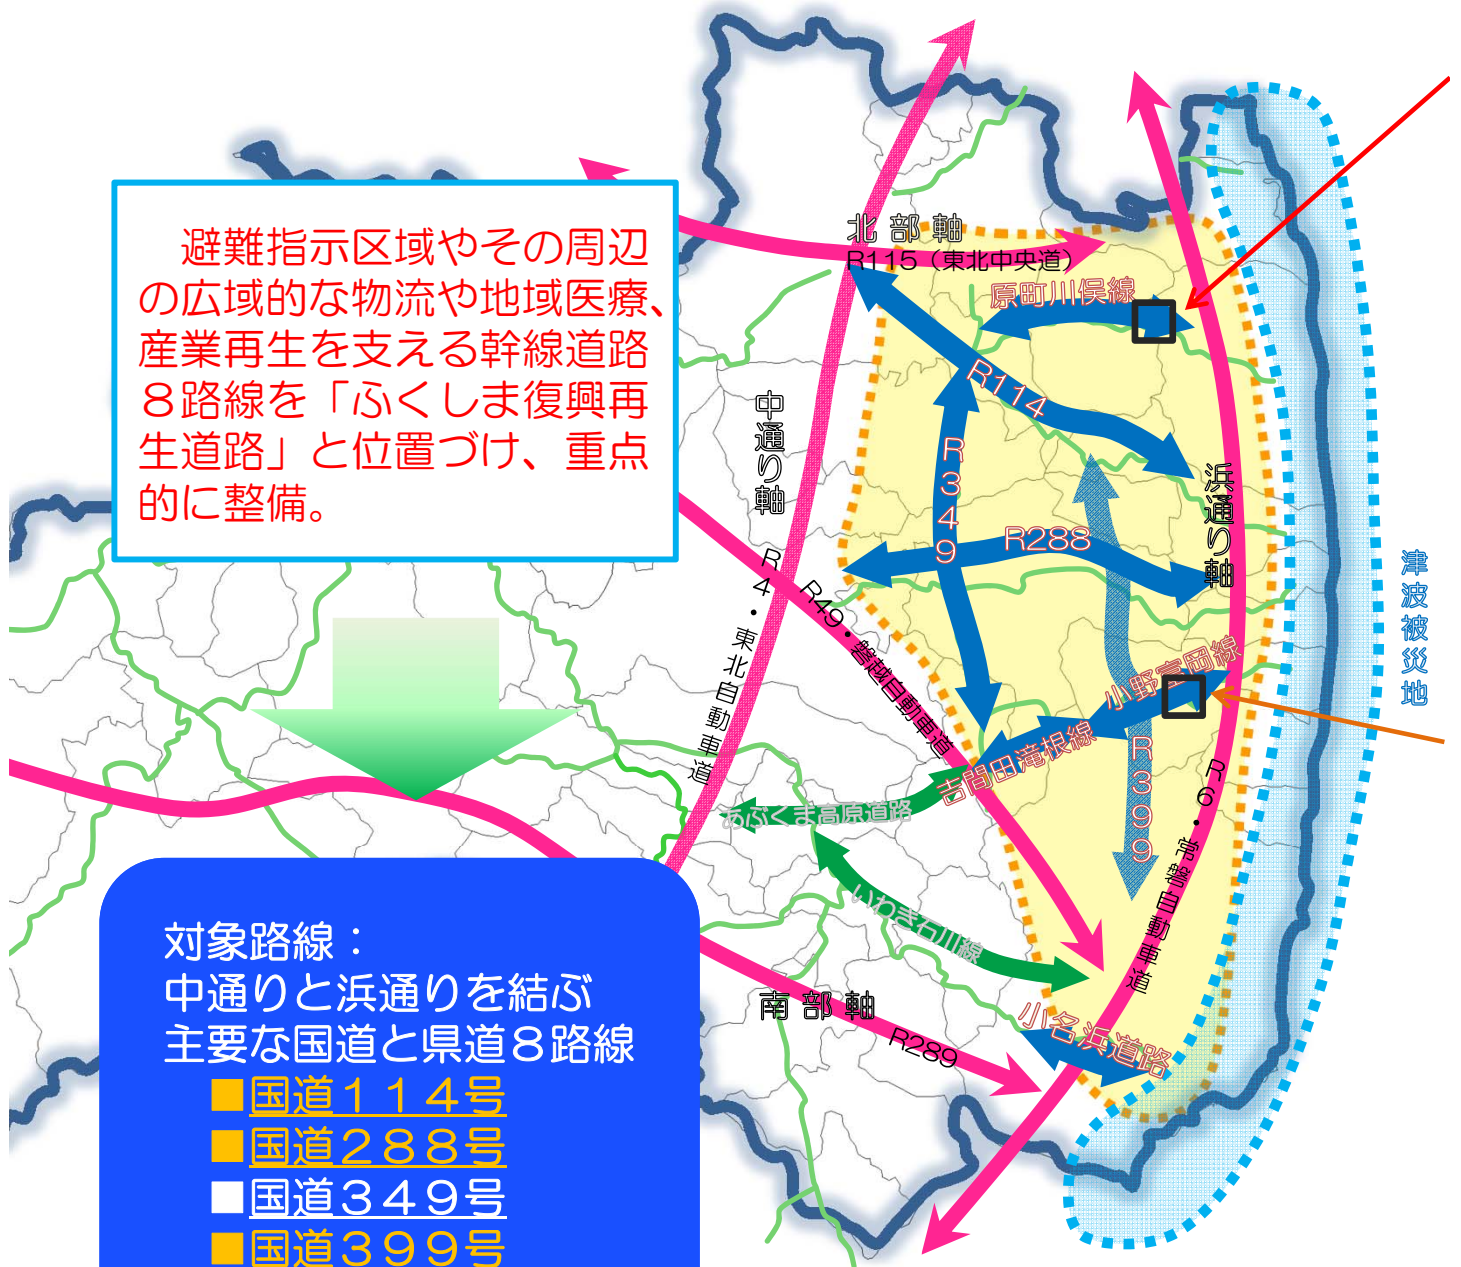 避難指示区域やその周辺
の広域的な物流や地域医療、
産業再生を支える幹線道路
８路線を「ふくしま復興再
生道路」と位置づけ、重点
的に整備。
北部軸
R115（東北中央道）
原町川俣線
R114
中通り軸
R349
浜通り軸
R288
R4・東北自動車道
R49・磐越自動車道
津波被災地
小野富岡線
吉間田滝根線
R399
R6・常磐自動車道
あぶくま高原道路
いわき石川線
南部軸
R289
小名浜道路
対象路線：
中通りと浜通りを結ぶ
主要な国道と県道８路線
■国道１１４号
■国道２８８号
■国道３４９号
■国道３９９号